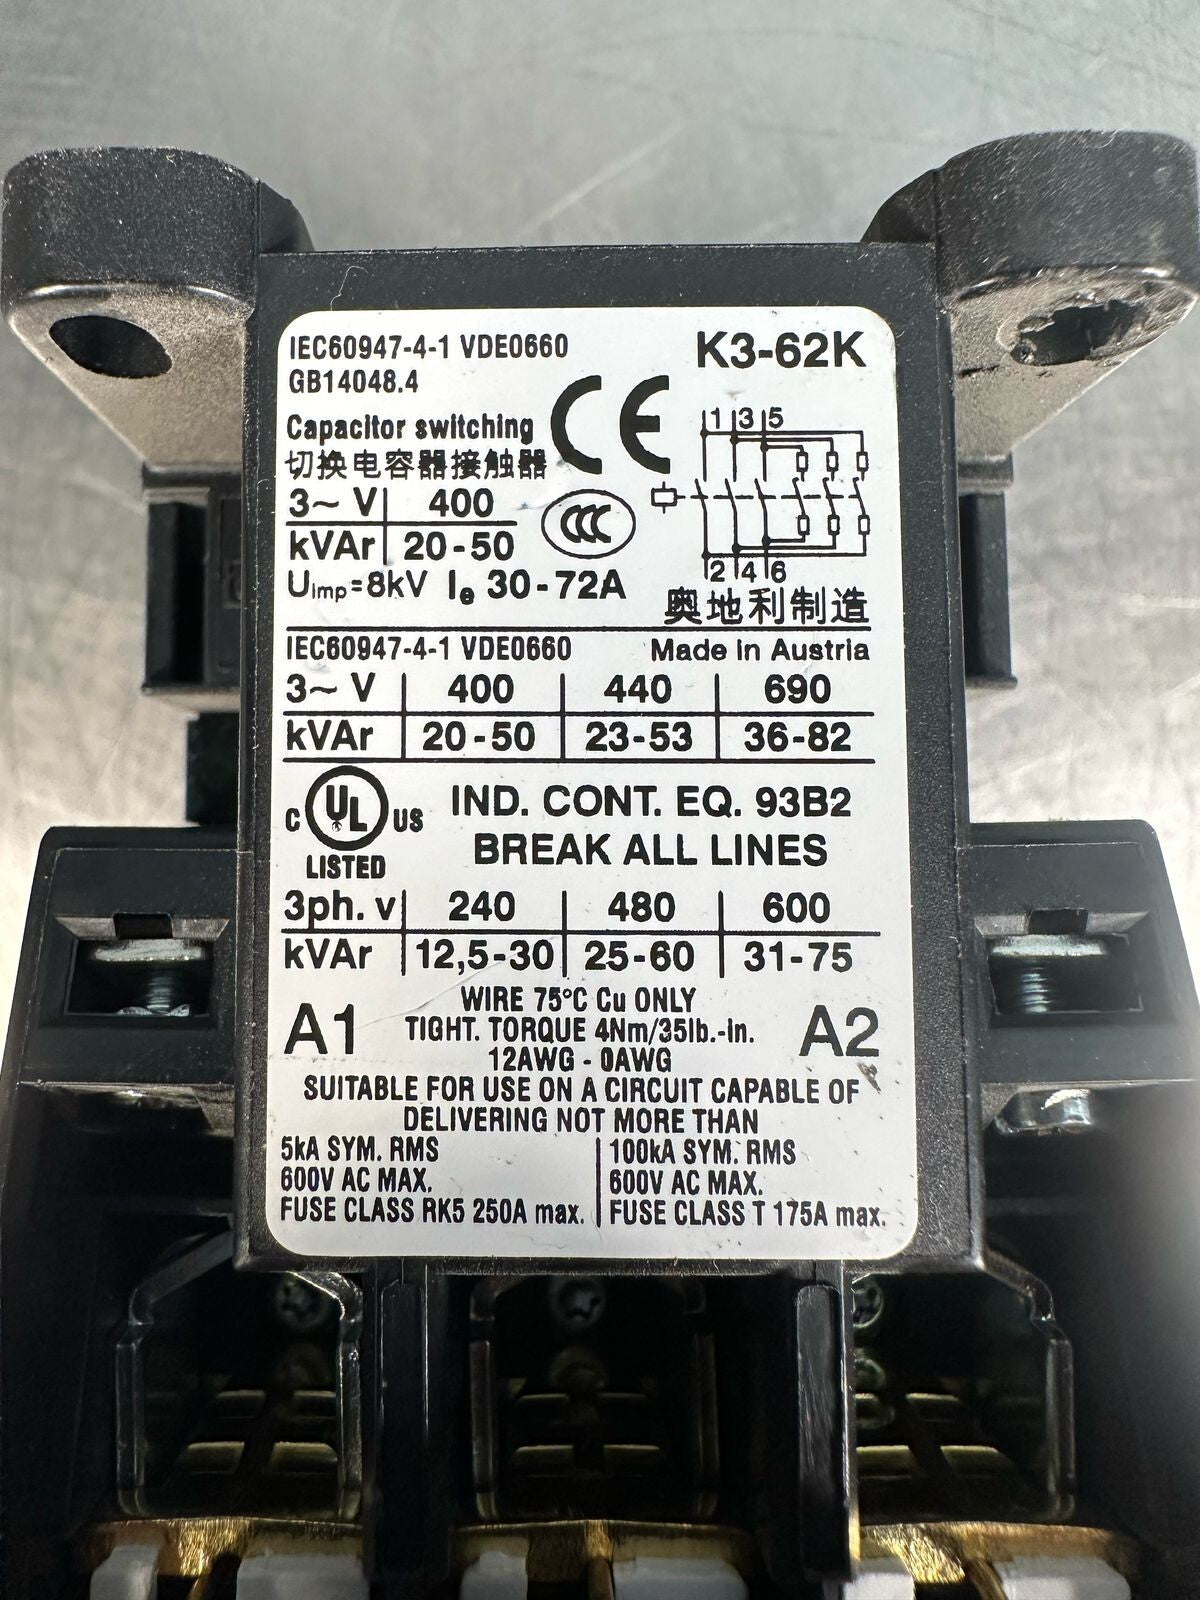 IEC60947-4-1 VDE0660 K3-62K
GB14048.4
Capacitor switching CE
切换电容器接触器
1 3 5
3~ V 400
kVAr 20-50 CCC
Uimp=8kV Ie 30-72A 2 4 6
奥地利制造
IEC60947-4-1 VDE0660 Made in Austria
3~ V 400 440 690
kVAr 20-50 23-53 36-82
C UL US IND. CONT. EQ. 93B2
LISTED BREAK ALL LINES
3ph. v 240 480 600
kVAr 12,5-30 25-60 31-75
WIRE 75°C Cu ONLY
A1 TIGHT. TORQUE 4Nm/35lb.-in. A2
12AWG - 0AWG
SUITABLE FOR USE ON A CIRCUIT CAPABLE OF
DELIVERING NOT MORE THAN
5kA SYM. RMS 100kA SYM. RMS
600V AC MAX. 600V AC MAX.
FUSE CLASS RK5 250A max. FUSE CLASS T 175A max.